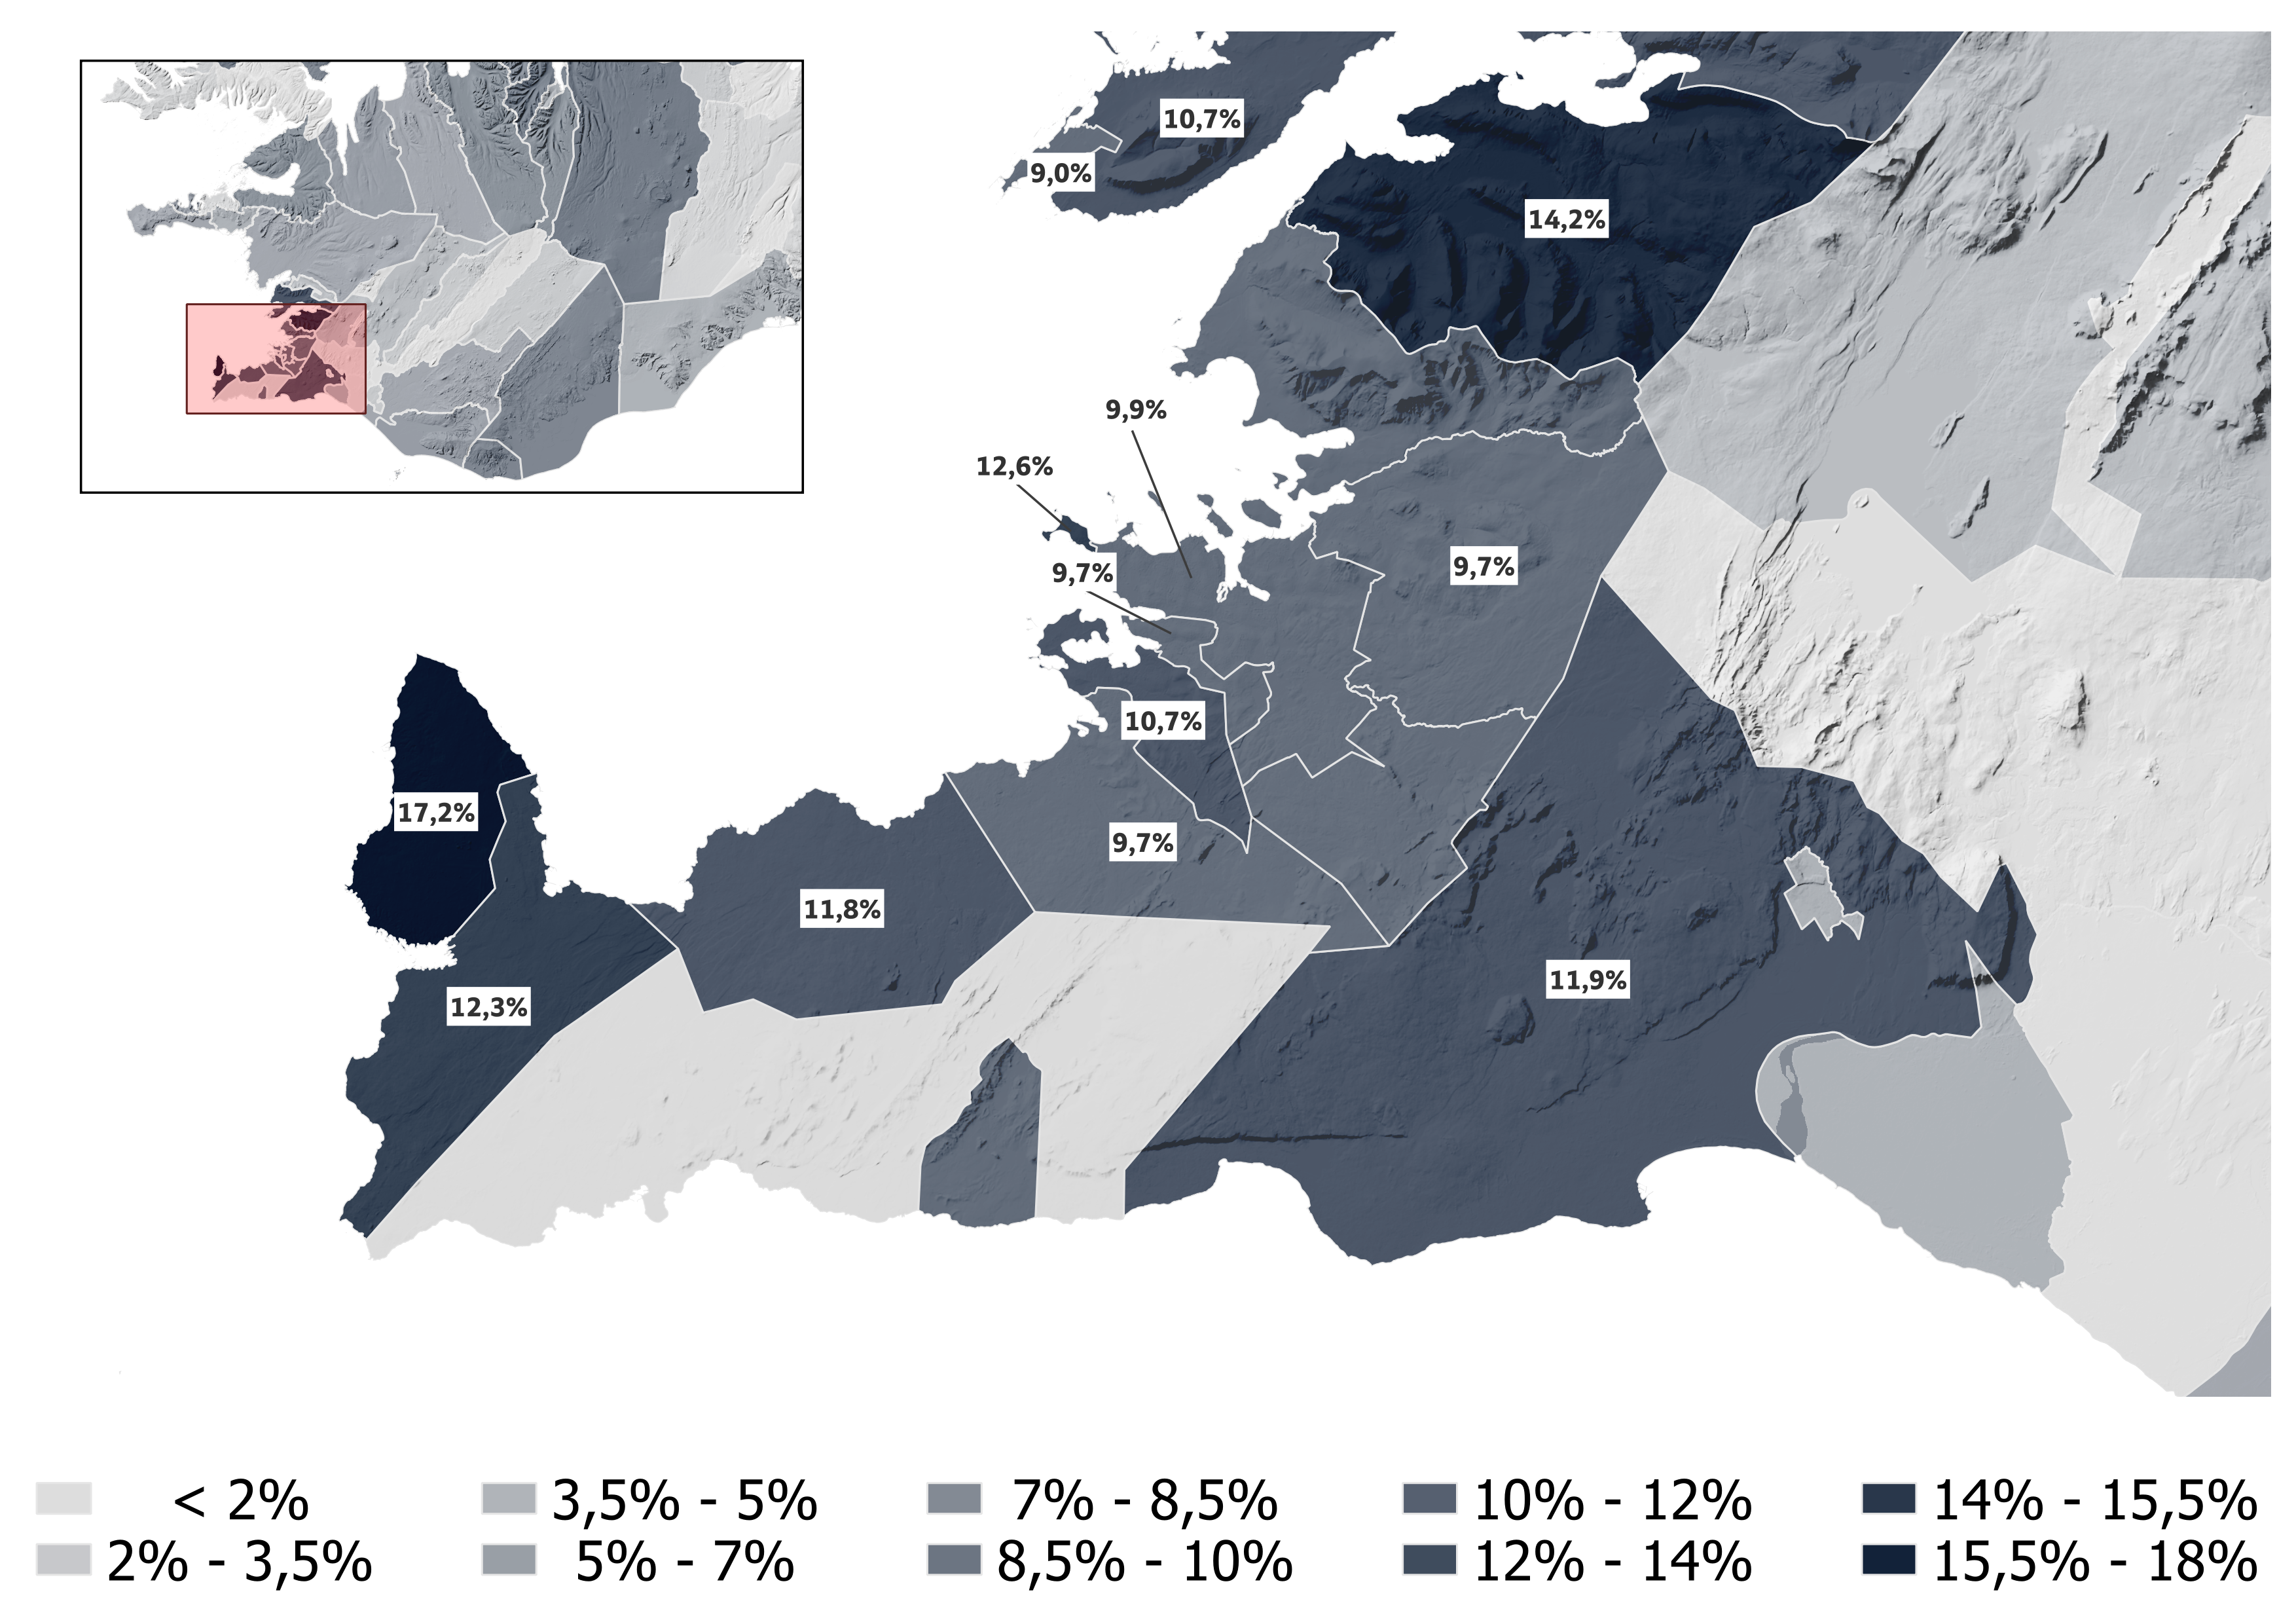 10,7%
9,0%
14,2%
9,9%
12,6%
9,7%
9,7%
10,7%
17,2%
9,7%
11,8%
11,9%
12,3%
< 2%
3,5% - 5%
7% - 8,5%
10% - 12%
14% - 15,5%
2% - 3,5%
5% - 7%
8,5% - 10%
12% - 14%
15,5% - 18%